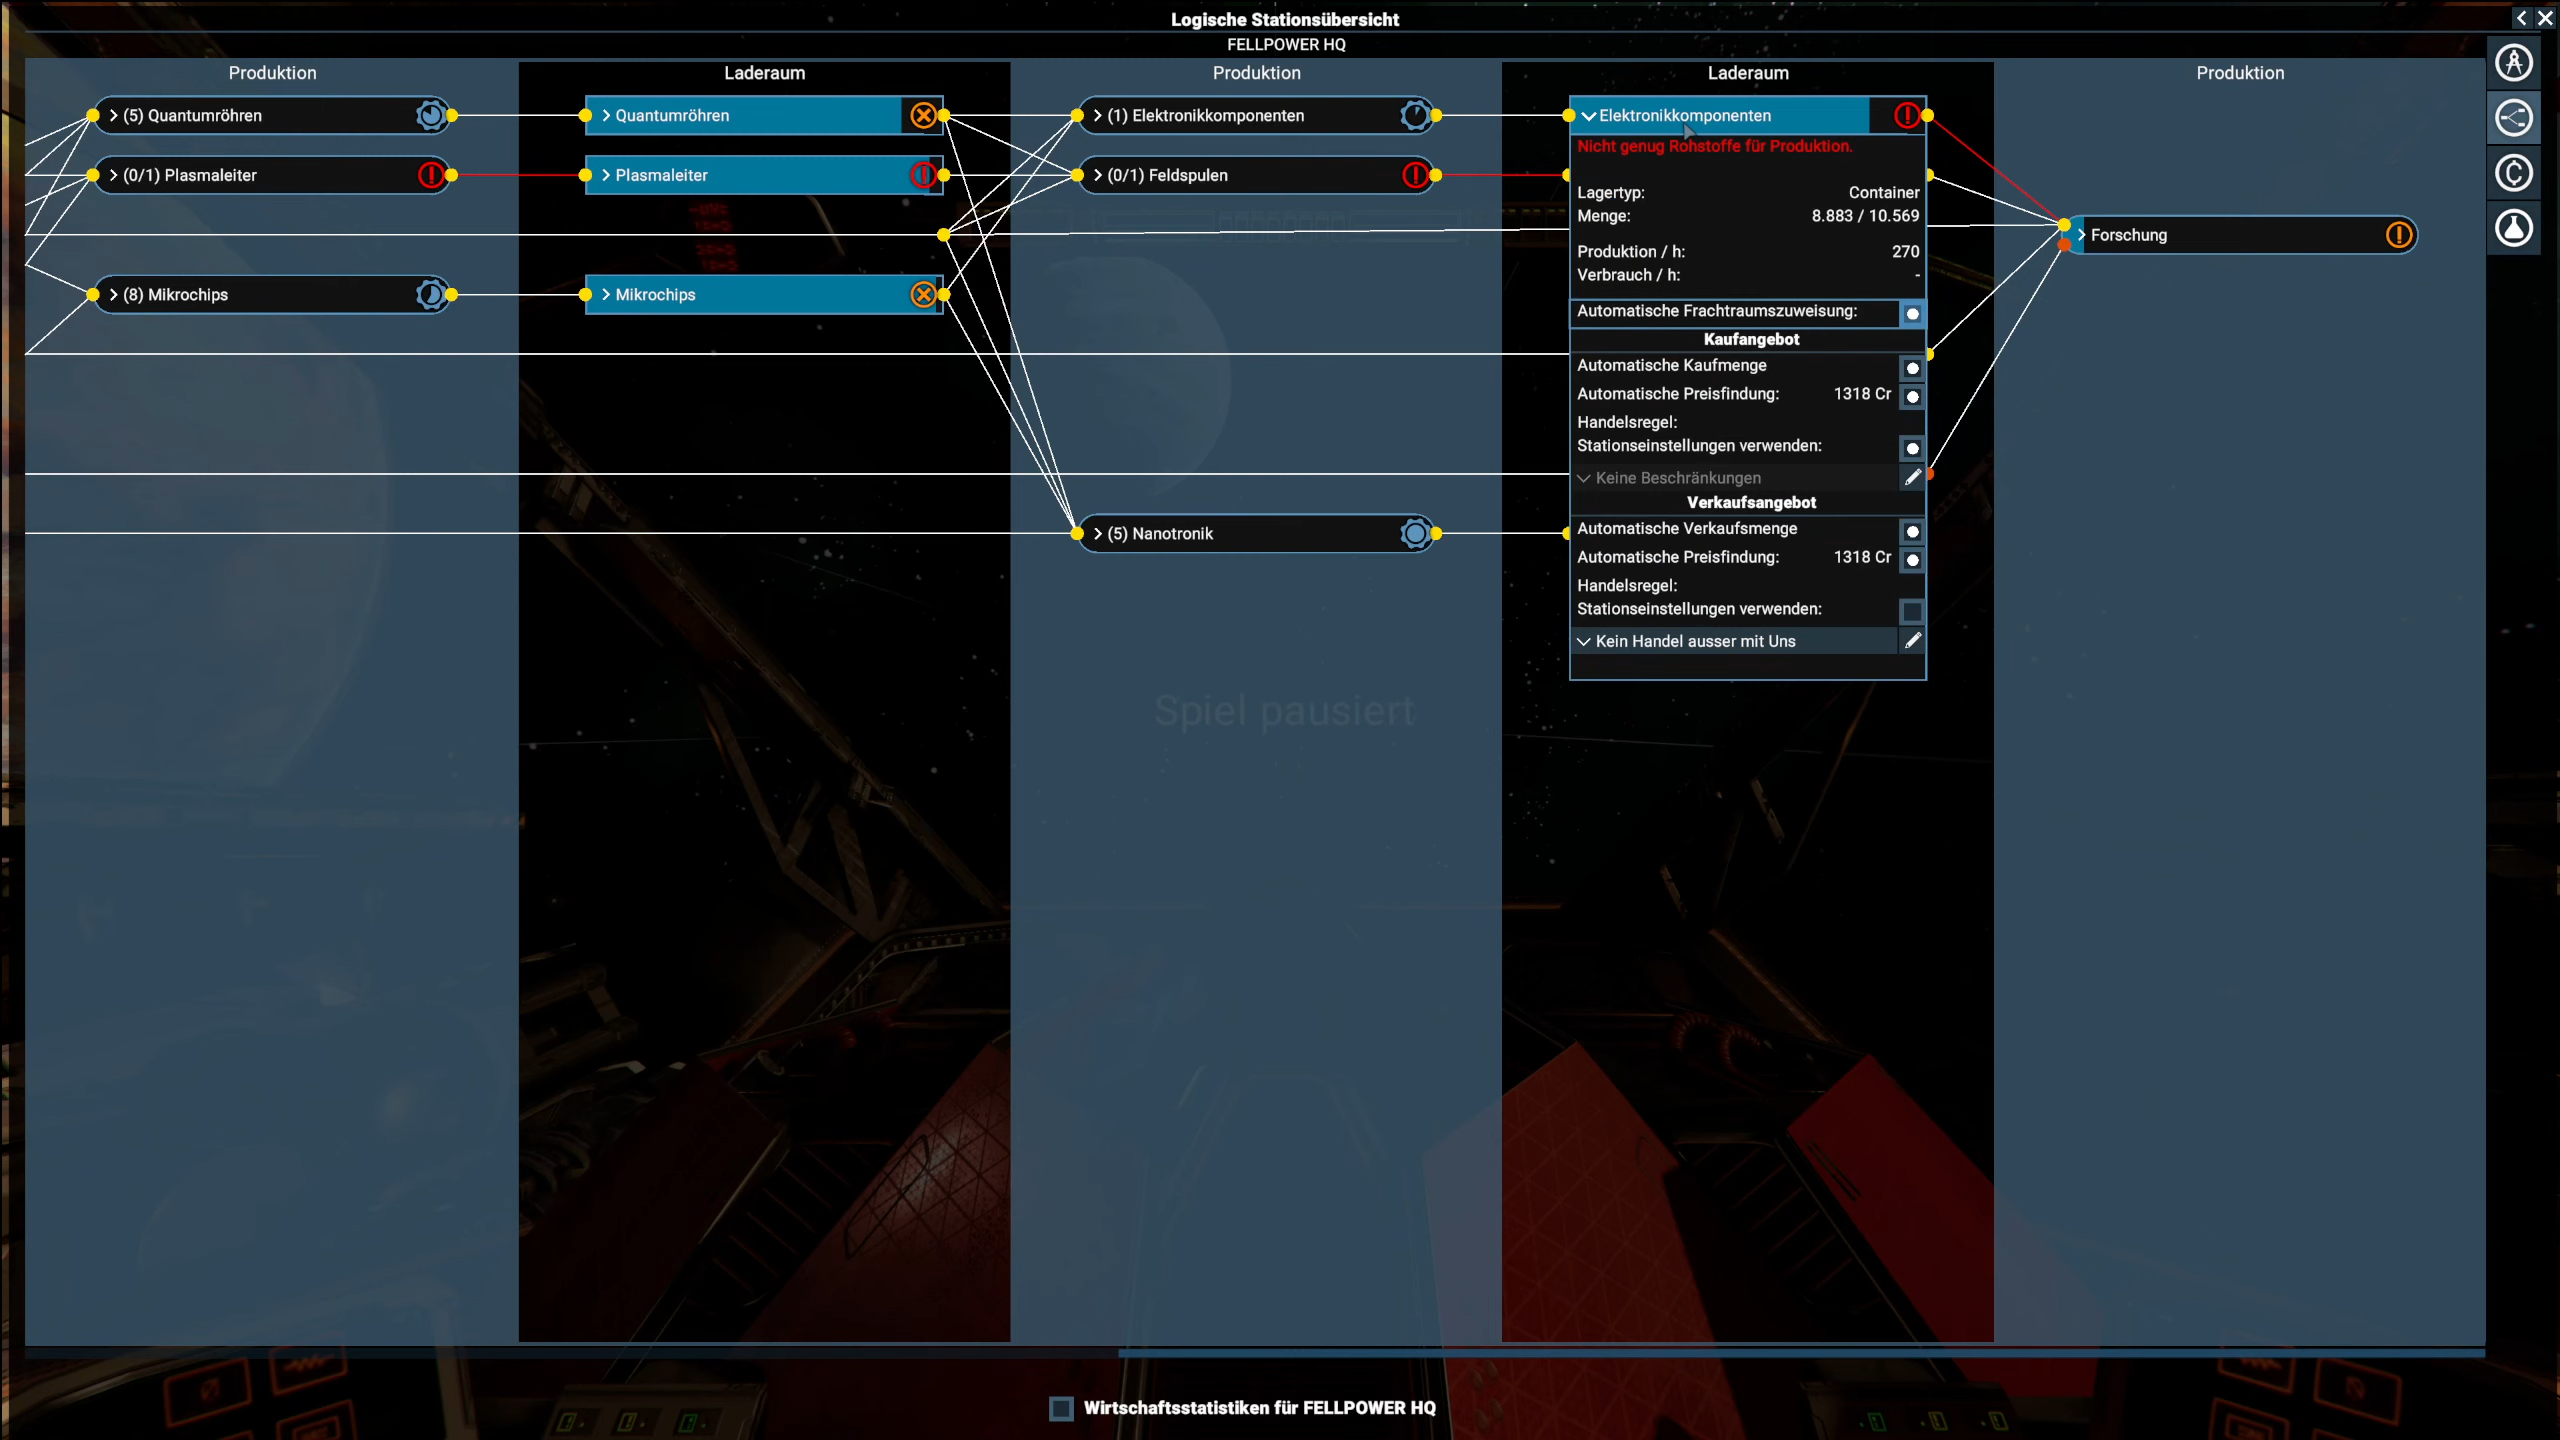 Logische Stationsübersicht
FELLPOWER HQ
Produktion
Laderaum
Produktion
Laderaum
Produktion
(5) Quantumröhren
Quantumröhren
(1) Elektronikkomponenten
Elektronikkomponenten
Nicht genug Rohstoffe für Produktion.
(0/1) Plasmaleiter
Plasmaleiter
(0/1) Feldspulen
Lagertyp: Container
Menge: 8.883 / 10.569
Forschung
Produktion / h: 270
Verbrauch / h: -
(8) Mikrochips
Mikrochips
Automatische Frachtraumszuweisung:
Kaufangebot
Automatische Kaufmenge
Automatische Preisfindung: 1318 Cr
Handelsregel:
Stationseinstellungen verwenden:
Keine Beschränkungen
Verkaufsangebot
(5) Nanotronik
Automatische Verkaufsmenge
Automatische Preisfindung: 1318 Cr
Handelsregel:
Stationseinstellungen verwenden:
Kein Handel ausser mit Uns
Spiel pausiert
Wirtschaftsstatistiken für FELLPOWER HQ